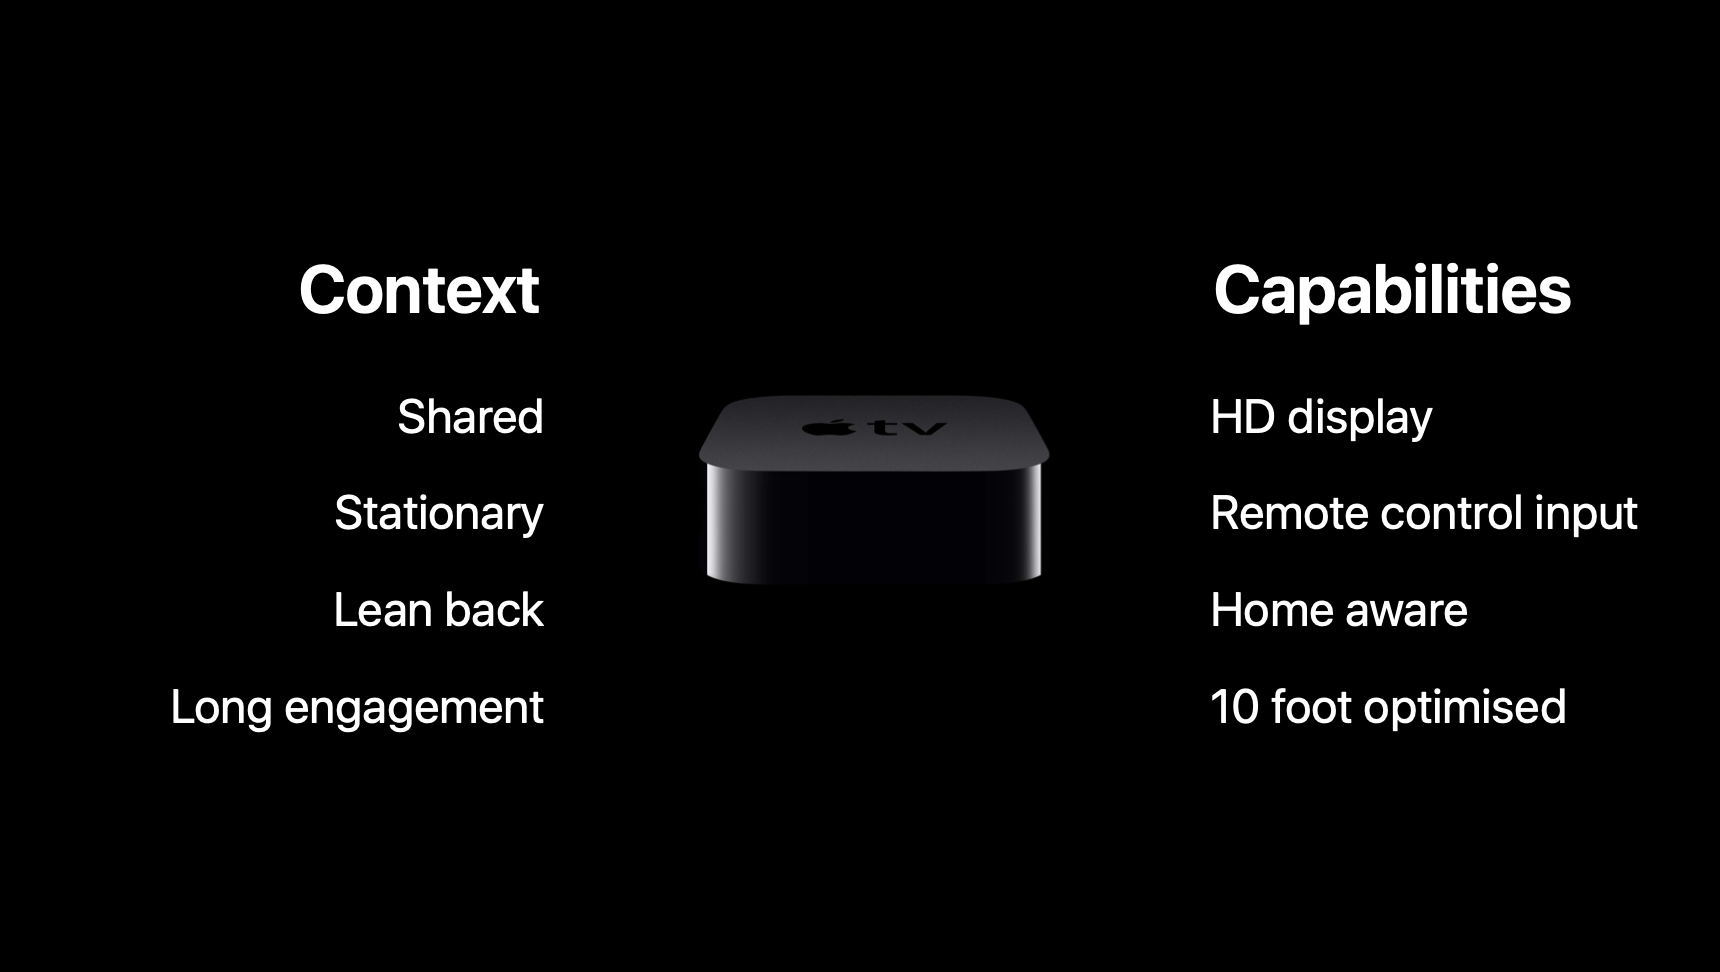 Context
Shared
Stationary
Lean back
Long engagement
tv
Capabilities
HD display
Remote control input
Home aware
10 foot optimised